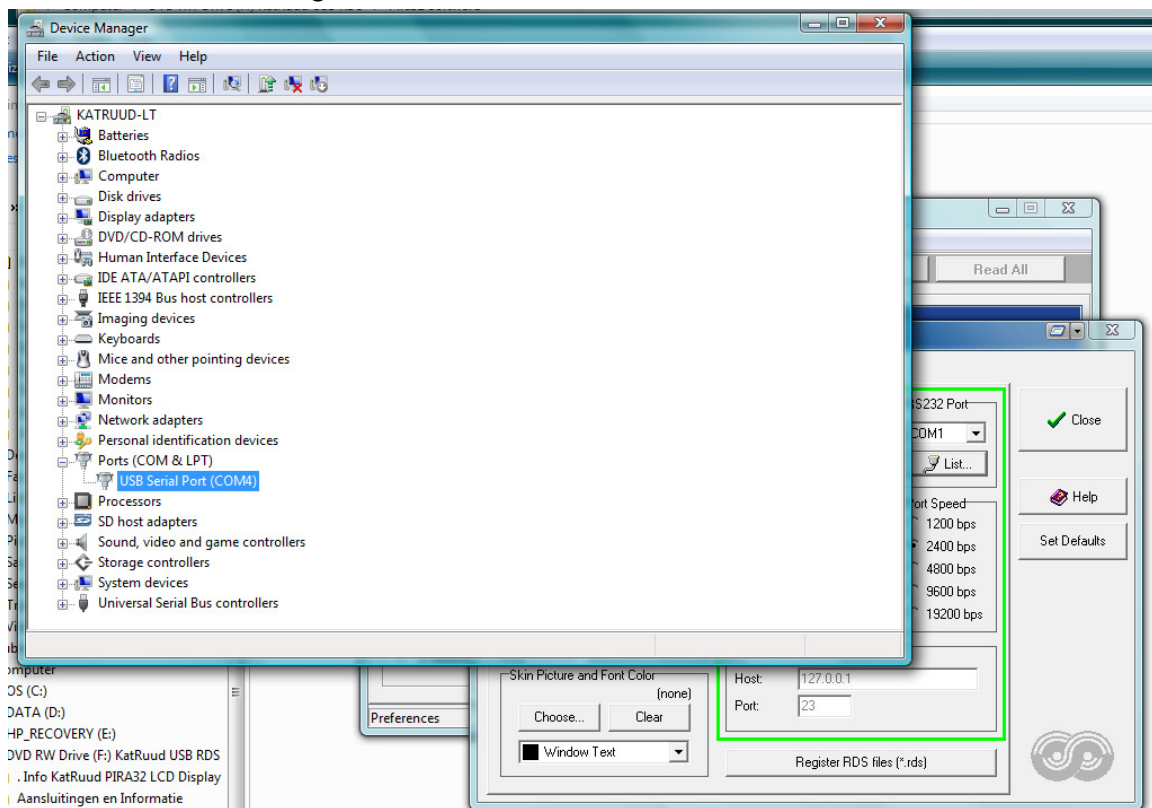 Device Manager
File Action View Help
KATRUUD-LT
Batteries
Bluetooth Radios
Computer
Disk drives
Display adapters
DVD/CD-ROM drives
Human Interface Devices
IDE ATA/ATAPI controllers
IEEE 1394 Bus host controllers
Imaging devices
Keyboards
Mice and other pointing devices
Modems
Monitors
Network adapters
Personal identification devices
Ports (COM & LPT)
USB Serial Port (COM4)
Processors
SD host adapters
Sound, video and game controllers
Storage controllers
System devices
Universal Serial Bus controllers
Read All
RS232 Port
COM1
List...
Port Speed
1200 bps
2400 bps
4800 bps
9600 bps
19200 bps
Close
Help
Set Defaults
Skin Picture and Font Color
(none)
Choose... Clear
Window Text
Host: 127.0.0.1
Port: 23
Register RDS files (*.rds)
Preferences
OS (C:)
DATA (D:)
HP_RECOVERY (E:)
DVD RW Drive (F:) KatRuud USB RDS
. Info KatRuud PIRA32 LCD Display
Aansluitingen en Informatie